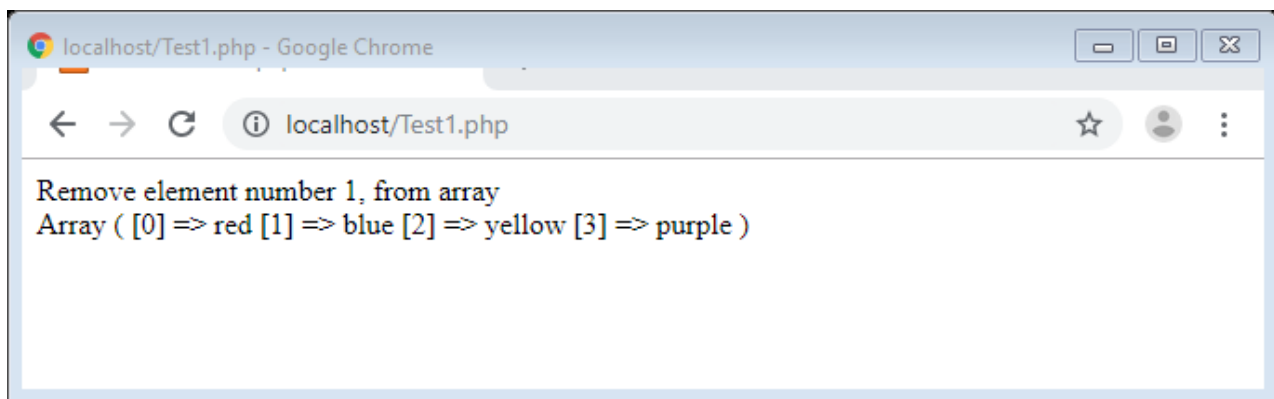 localhost/Test1.php - Google Chrome
localhost/Test1.php
Remove element number 1, from array
Array ( [0] => red [1] => blue [2] => yellow [3] => purple )